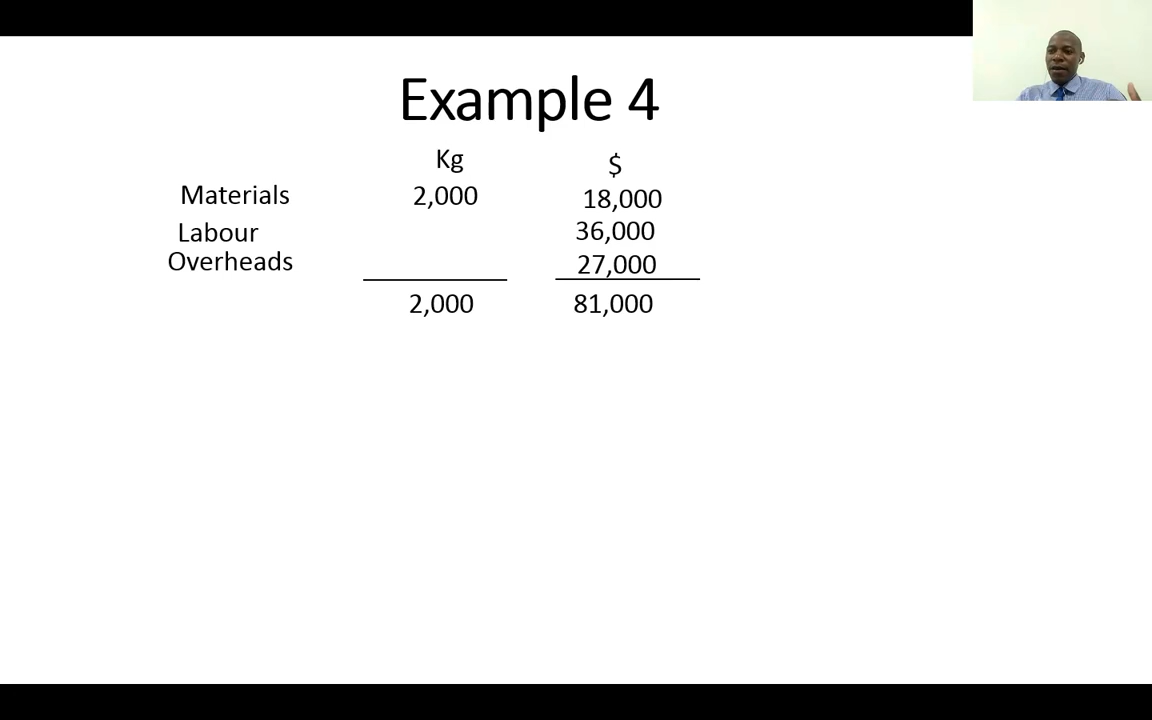 Example 4
Kg $
Materials 2,000 18,000
Labour 36,000
Overheads 27,000
2,000 81,000